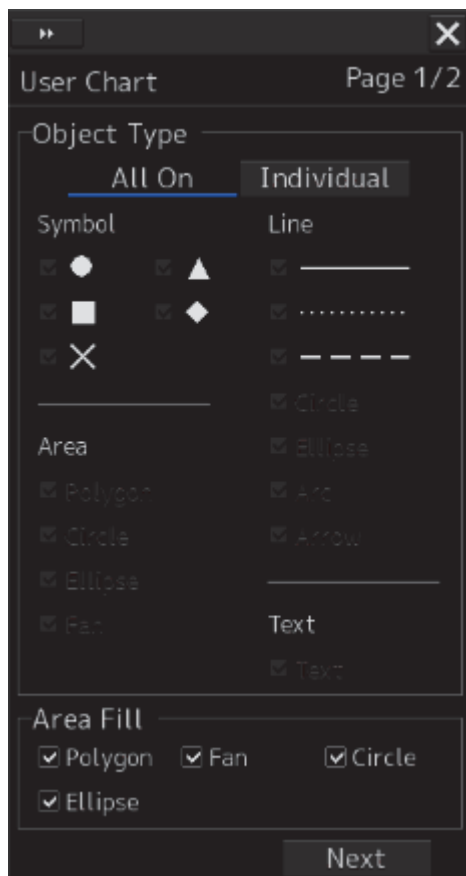 User Chart Page 1/2
Object Type
All On Individual
Symbol Line
Circle
Area Ellipse
Polygon Arc
Circle Arrow
Ellipse
Fan Text
Text
Area Fill
Polygon Fan Circle
Ellipse
Next